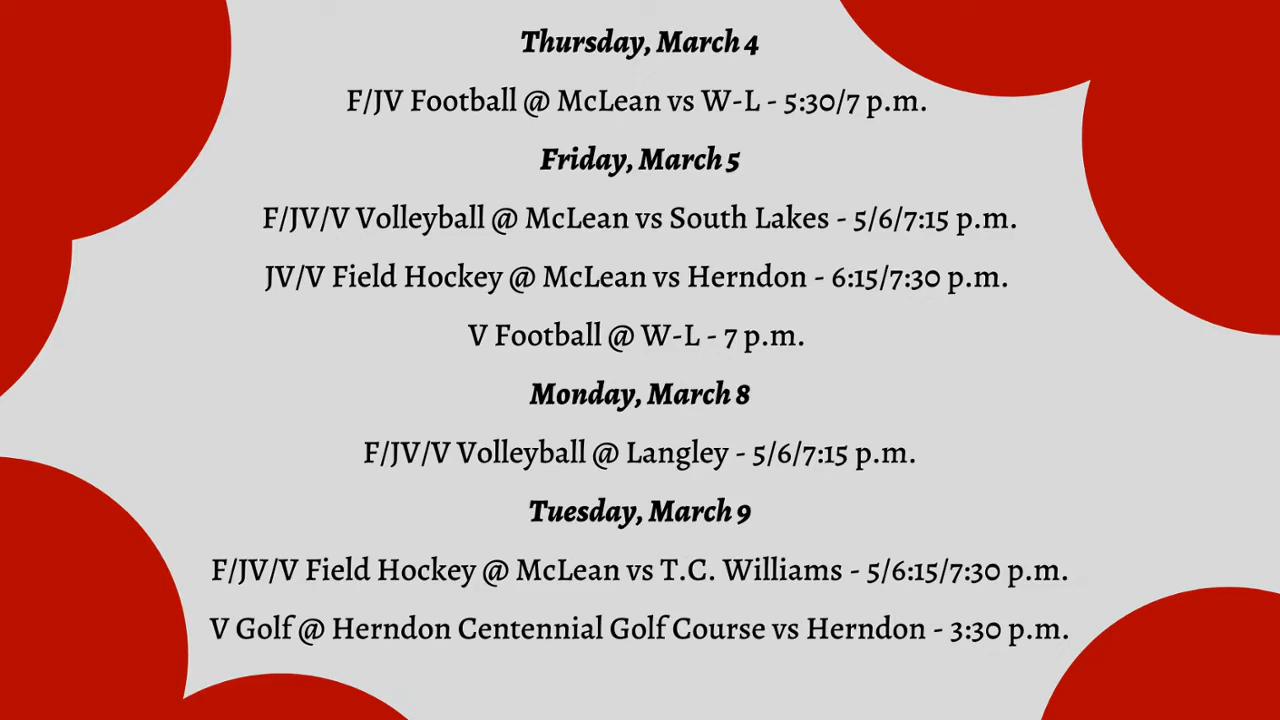 Thursday, March 4
F/JV Football @ McLean vs W-L - 5:30/7 p.m.
Friday, March 5
F/JV/V Volleyball @ McLean vs South Lakes - 5/6/7:15 p.m.
JV/V Field Hockey @ McLean vs Herndon - 6:15/7:30 p.m.
V Football @ W-L - 7 p.m.
Monday, March 8
F/JV/V Volleyball @ Langley - 5/6/7:15 p.m.
Tuesday, March 9
F/JV/V Field Hockey @ McLean vs T.C. Williams - 5/6:15/7:30 p.m.
V Golf @ Herndon Centennial Golf Course vs Herndon - 3:30 p.m.